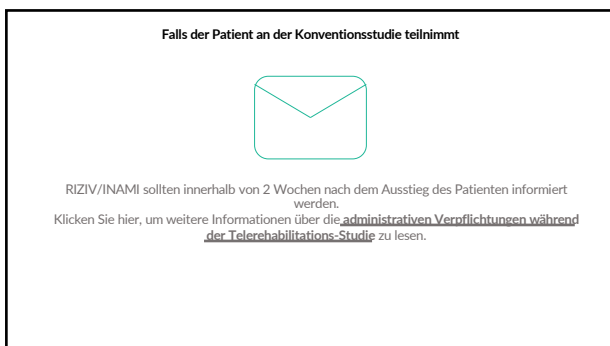 Falls der Patient an der Konventionsstudie teilnimmt
RIZIV/INAMI sollten innerhalb von 2 Wochen nach dem Ausstieg des Patienten informiert
werden.
Klicken Sie hier, um weitere Informationen über die administrativen Verpflichtungen während
der Telerehabilitations-Studie zu lesen.